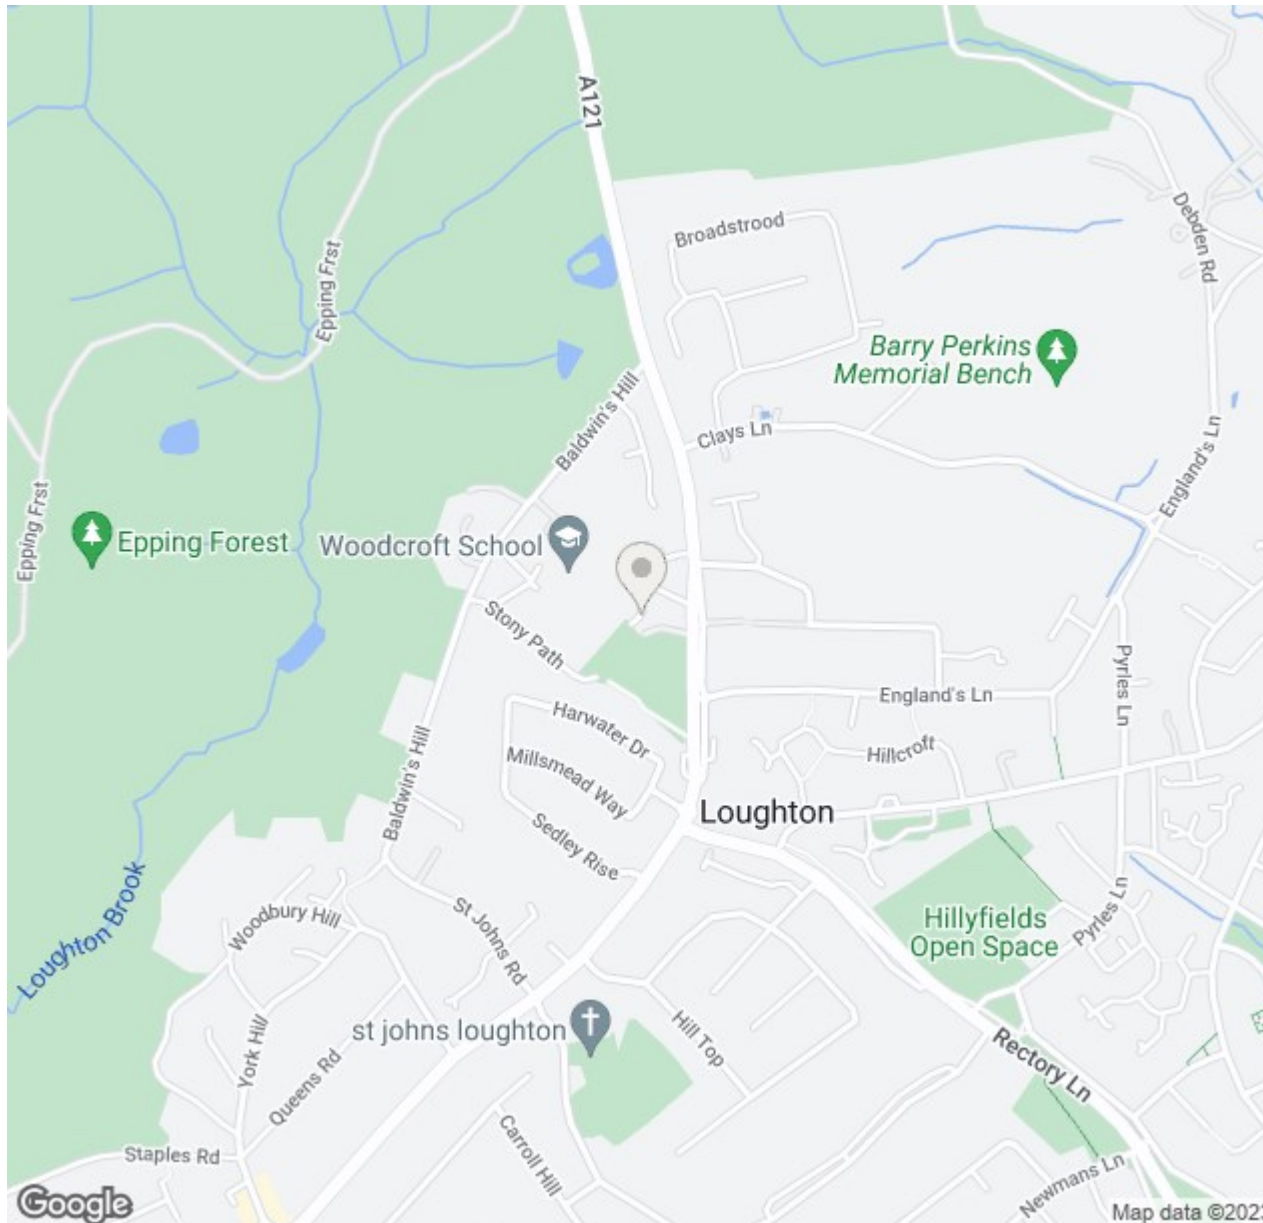 A121
Broadstrood
Debden Rd
Epping Frst
Barry Perkins
Memorial Bench
Baldwin's Hill
Clays Ln
England's Ln
Epping Frst
Epping Forest
Woodcroft School
Stony Path
Pyrles Ln
England's Ln
Harwater Dr
Hillcroft
Millsmead Way
Baldwin's Hill
Loughton
Sedley Rise
Loughton Brook
Woodbury Hill
St Johns Rd
Hillyfields
Open Space
Pyrles Ln
st johns loughton
Hill Top
York Hill
Queens Rd
Rectory Ln
Staples Rd
Carroll Hill
Newmans Ln
Google
Map data ©2023